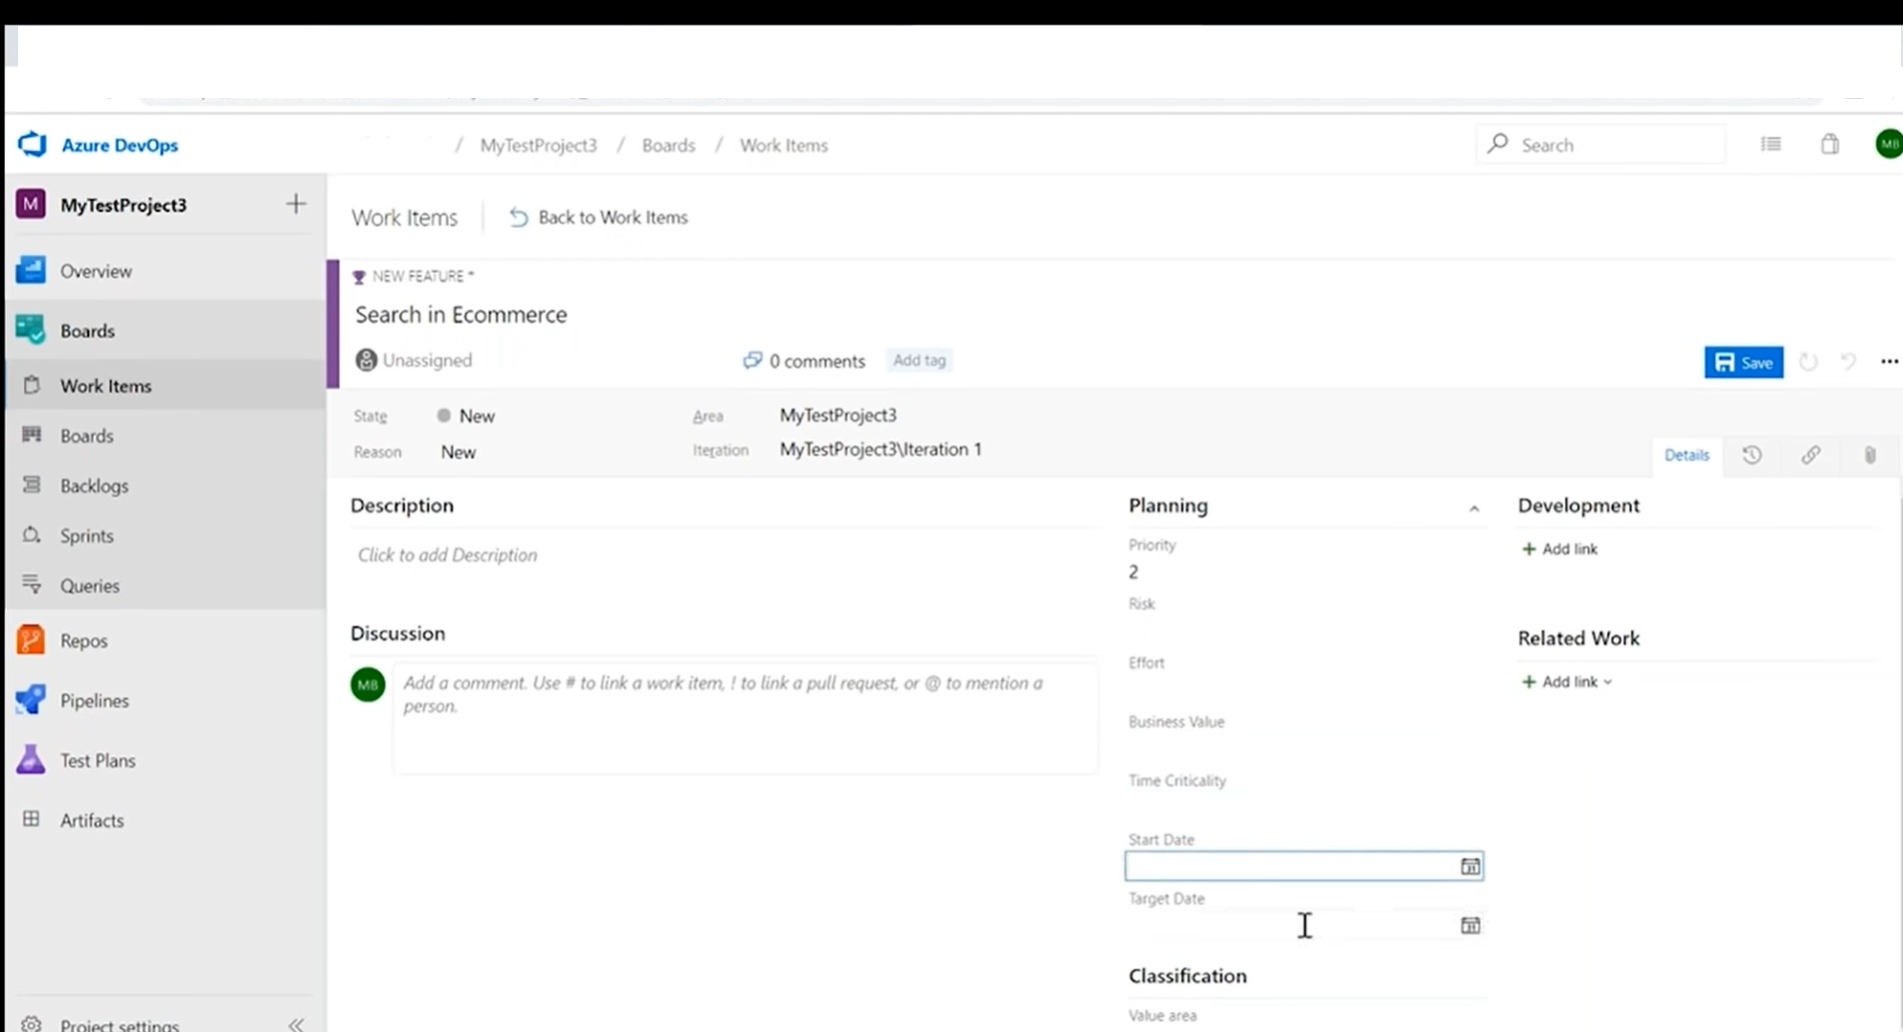 Azure DevOps / MyTestProject3 / Boards / Work Items
Search
MB
M MyTestProject3
Overview
Boards
Work Items
Boards
Backlogs
Sprints
Queries
Repos
Pipelines
Test Plans
Artifacts
Project settings
Work Items
Back to Work Items
NEW FEATURE *
Search in Ecommerce
Unassigned
0 comments
Add tag
Save
State New
Area MyTestProject3
Reason New
Iteration MyTestProject3\Iteration 1
Details
Description
Click to add Description
Discussion
MB
Add a comment. Use # to link a work item, ! to link a pull request, or @ to mention a
person.
Planning
Priority
2
Risk
Effort
Business Value
Time Criticality
Start Date
Target Date
Classification
Value area
Development
+ Add link
Related Work
+ Add link